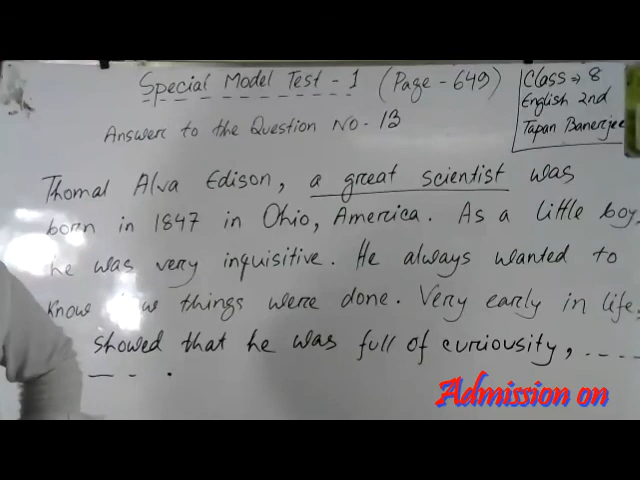 Special Model Test - 1 (Page - 649)
Class → 8
English 2nd
Tapan Banerjee
Answer to the Question No - 13
Thomal Alva Edison, a great scientist was
born in 1847 in Ohio, America. As a little boy,
he was very inquisitive. He always wanted to
know things were done. Very early in life,
showed that he was full of curiousity, ----
-- - .
Admission on